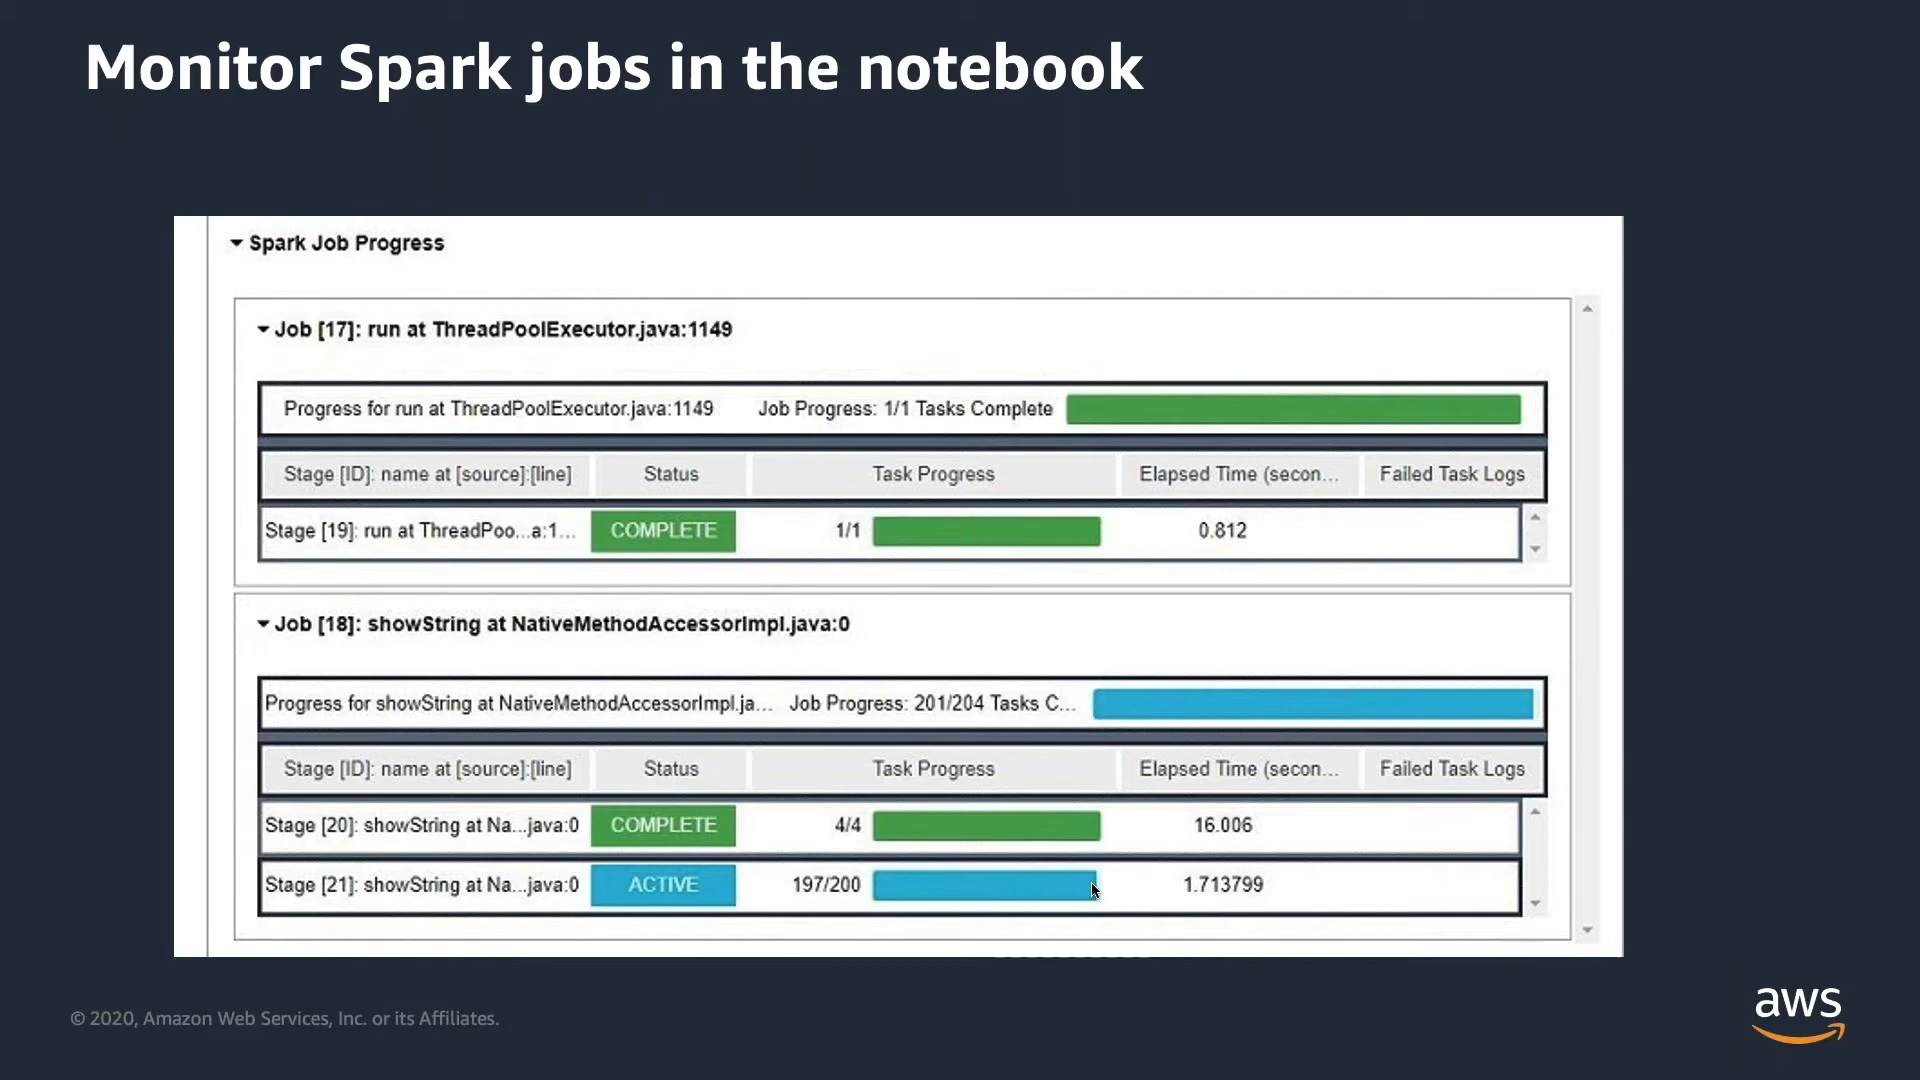 Monitor Spark jobs in the notebook
Spark Job Progress
Job [17]: run at ThreadPoolExecutor.java:1149
Progress for run at ThreadPoolExecutor.java:1149 Job Progress: 1/1 Tasks Complete
Stage [ID]: name at [source]:[line] Status Task Progress Elapsed Time (secon... Failed Task Logs
Stage [19]: run at ThreadPoo...a:1... COMPLETE 1/1 0.812
Job [18]: showString at NativeMethodAccessorImpl.java:0
Progress for showString at NativeMethodAccessorImpl.ja... Job Progress: 201/204 Tasks C...
Stage [ID]: name at [source]:[line] Status Task Progress Elapsed Time (secon... Failed Task Logs
Stage [20]: showString at Na...java:0 COMPLETE 4/4 16.006
Stage [21]: showString at Na...java:0 ACTIVE 197/200 1.713799
© 2020, Amazon Web Services, Inc. or its Affiliates.
aws